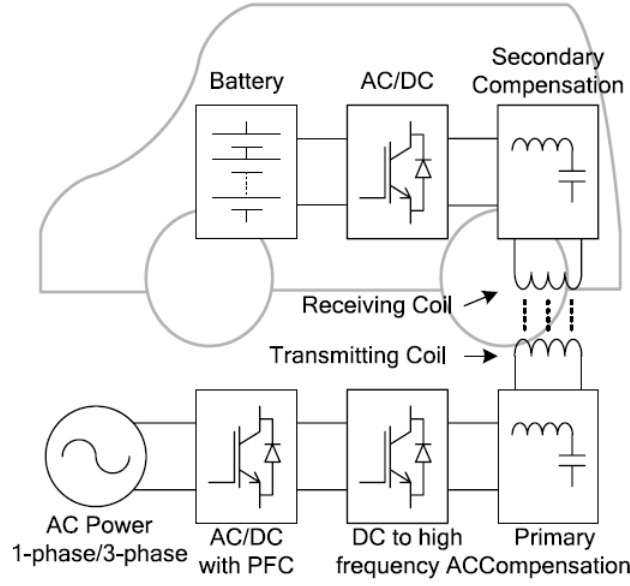 Battery
AC/DC
Secondary
Compensation
Receiving Coil
Transmitting Coil
AC Power
1-phase/3-phase
AC/DC
with PFC
DC to high
frequency AC
Primary
Compensation